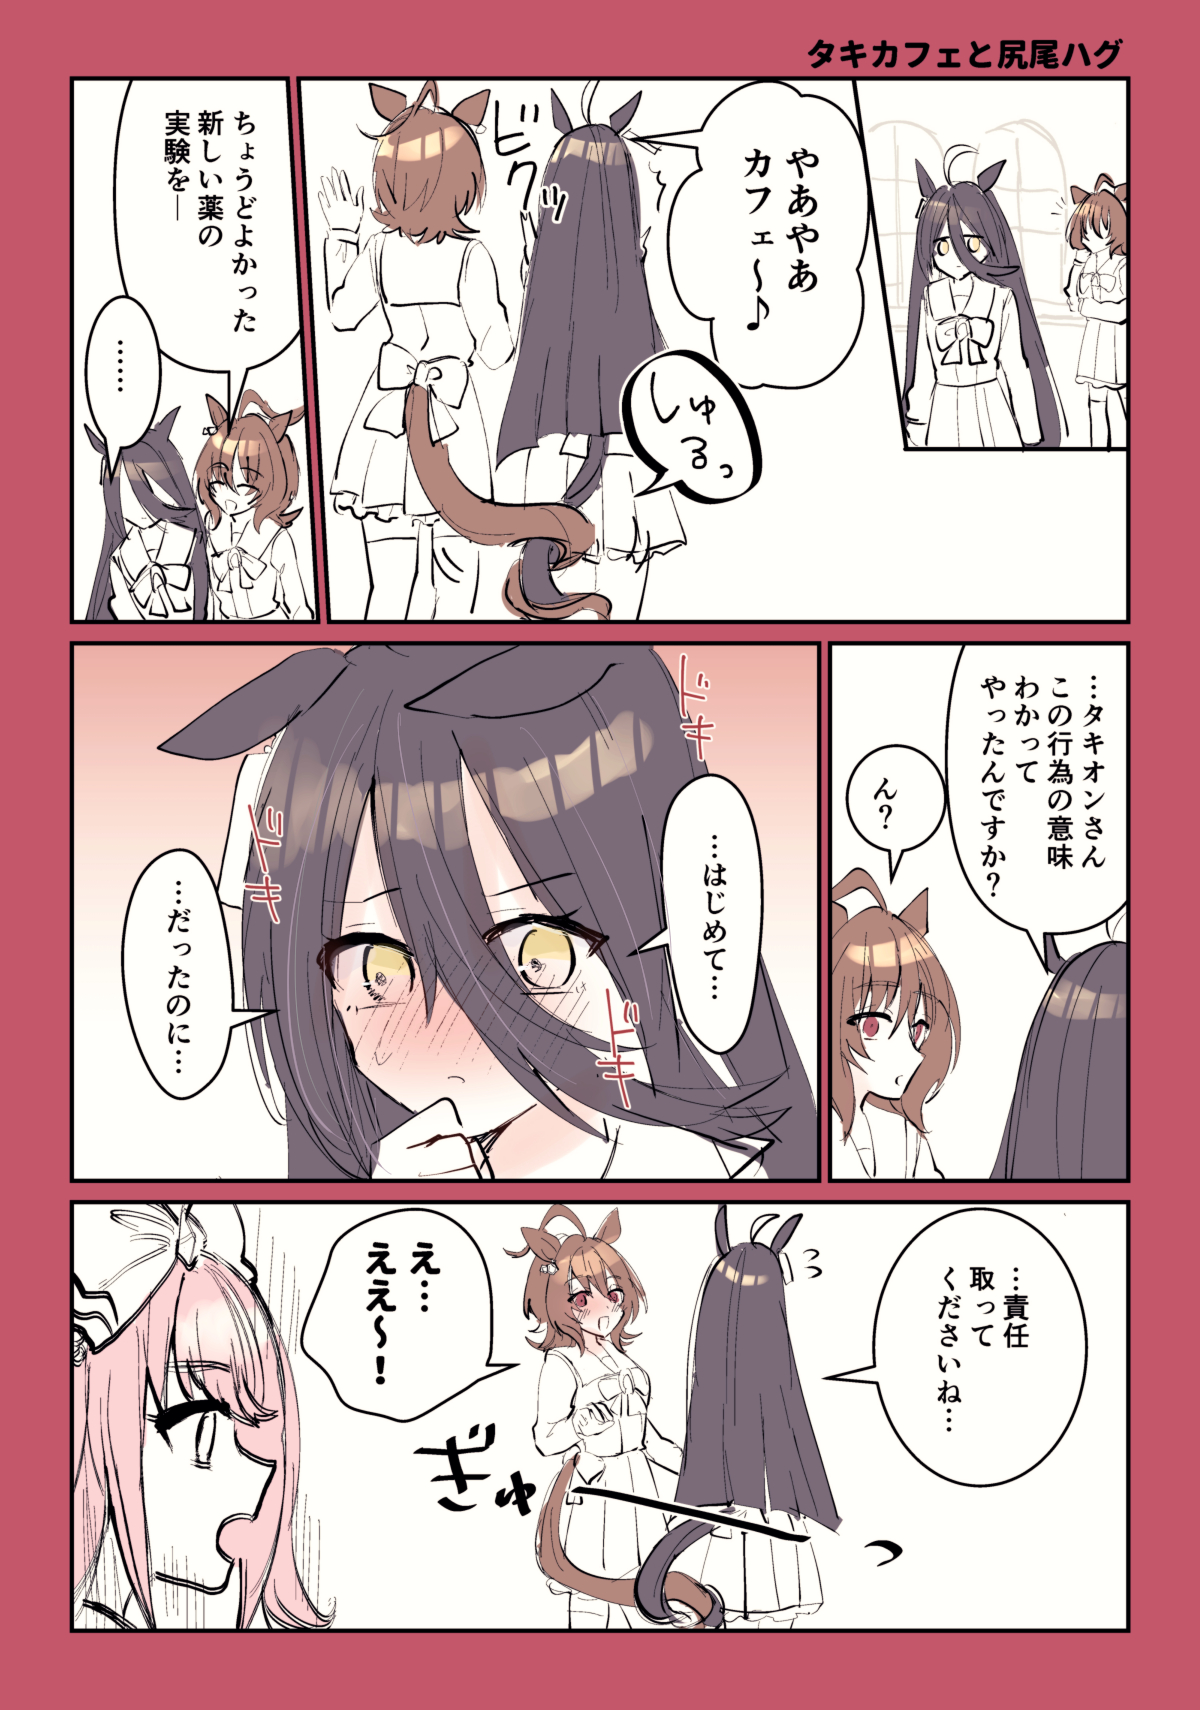 タキカフェと尻尾ハグ
やあやあ
カフェ〜♪
ビクッ
しゅるっ
ちょうどよかった
新しい薬の
実験を―
……
…タキオンさん
この行為の意味
わかって
やったんですか?
ん?
ドキ
…はじめて…
ドキ
ドキ
…だったのに…
…責任
取って
くださいね…
え…
ええ〜!
ぎゅ